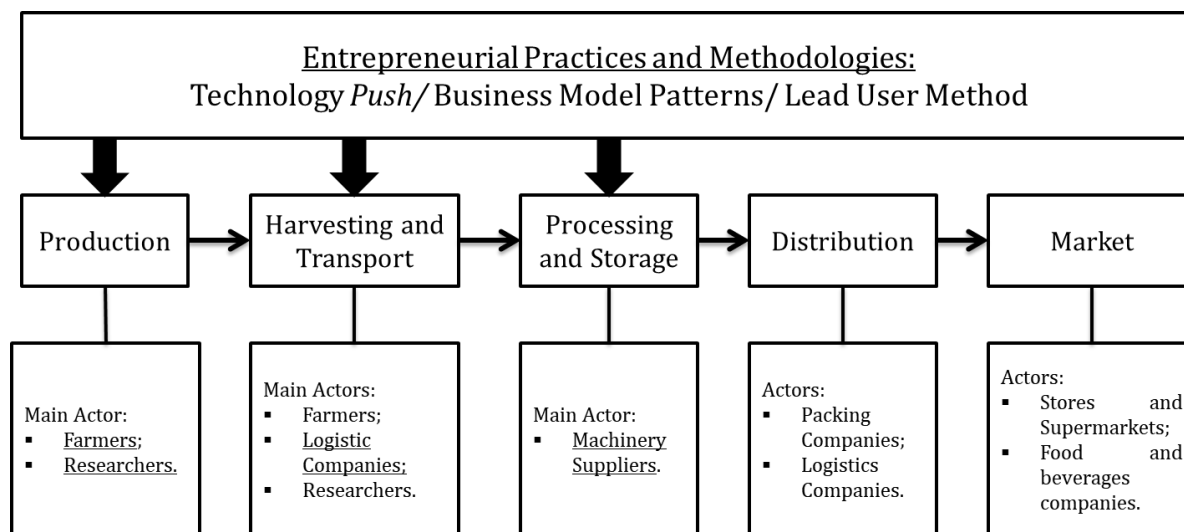 Entrepreneurial Practices and Methodologies:
Technology Push/ Business Model Patterns/ Lead User Method
Production
Harvesting and
Transport
Processing
and Storage
Distribution
Market
Main Actor:
▪ Farmers;
▪ Researchers.
Main Actors:
▪ Farmers;
▪ Logistic
Companies;
▪ Researchers.
Main Actor:
▪ Machinery
Suppliers.
Actors:
▪ Packing
Companies;
▪ Logistics
Companies.
Actors:
▪ Stores and
Supermarkets;
▪ Food and
beverages
companies.